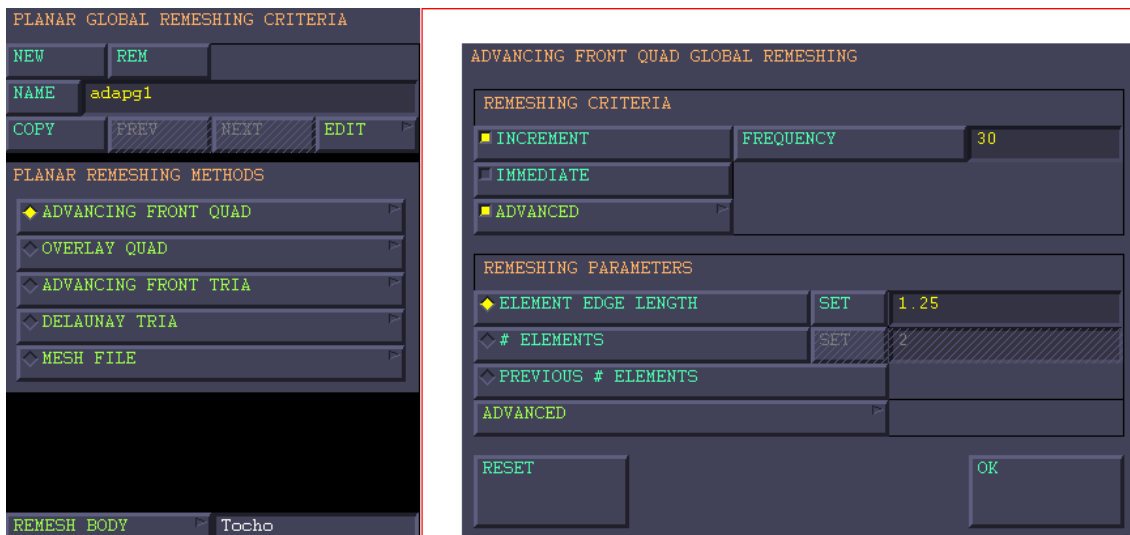 PLANAR GLOBAL REMESHING CRITERIA
NEW REM
NAME adapg1
COPY PREV NEXT EDIT
PLANAR REMESHING METHODS
ADVANCING FRONT QUAD
OVERLAY QUAD
ADVANCING FRONT TRIA
DELAUNAY TRIA
MESH FILE
REMESH BODY Tocho
ADVANCING FRONT QUAD GLOBAL REMESHING
REMESHING CRITERIA
INCREMENT FREQUENCY 30
IMMEDIATE
ADVANCED
REMESHING PARAMETERS
ELEMENT EDGE LENGTH SET 1.25
# ELEMENTS SET 2
PREVIOUS # ELEMENTS
ADVANCED
RESET OK